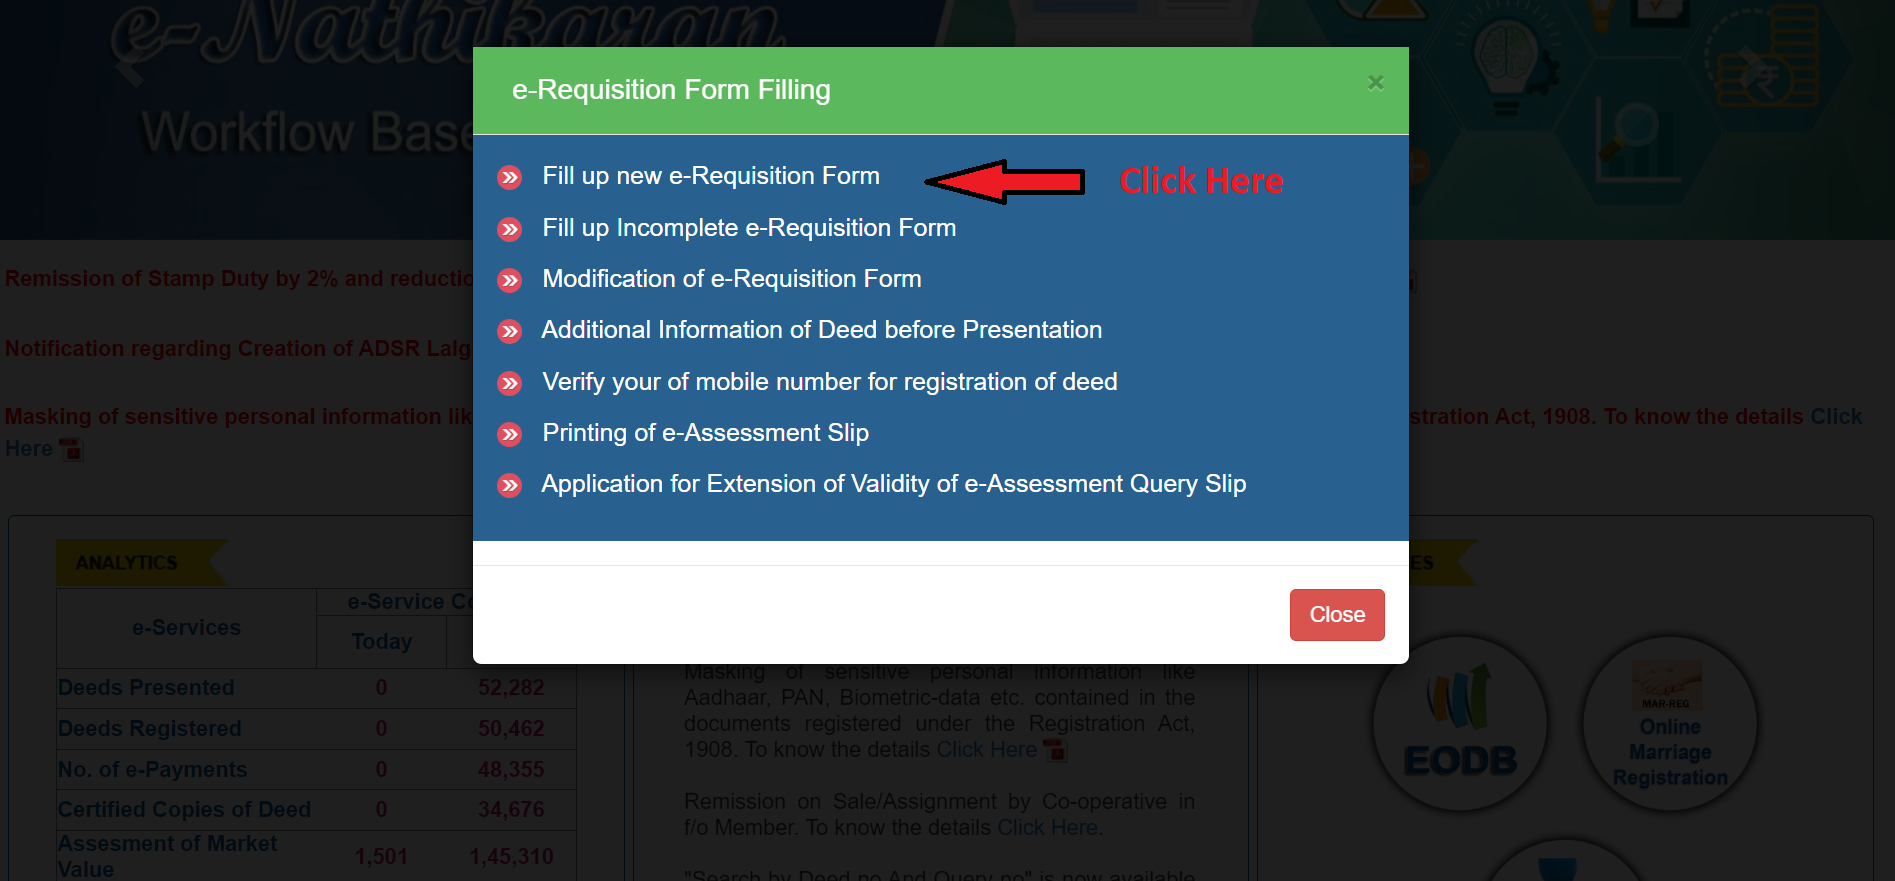 e-Nathikaran
Workflow Base
e-Requisition Form Filling
×
Fill up new e-Requisition Form
Click Here
Fill up Incomplete e-Requisition Form
Modification of e-Requisition Form
Additional Information of Deed before Presentation
Verify your of mobile number for registration of deed
Printing of e-Assessment Slip
Application for Extension of Validity of e-Assessment Query Slip
Close
Remission of Stamp Duty by 2% and reductio
Notification regarding Creation of ADSR Lalg
Masking of sensitive personal information lik
stration Act, 1908. To know the details Click
Here
ANALYTICS
ES
e-Services
e-Service Co
Today
Deeds Presented 0 52,282
Deeds Registered 0 50,462
No. of e-Payments 0 48,355
Certified Copies of Deed 0 34,676
Assesment of Market
Value
1,501 1,45,310
Masking of sensitive personal information like
Aadhaar, PAN, Biometric-data etc. contained in the
documents registered under the Registration Act,
1908. To know the details Click Here
Remission on Sale/Assignment by Co-operative in
f/o Member. To know the details Click Here.
"Search by Deed no And Query no" is now available
EODB
MAR-REG
Online
Marriage
Registration